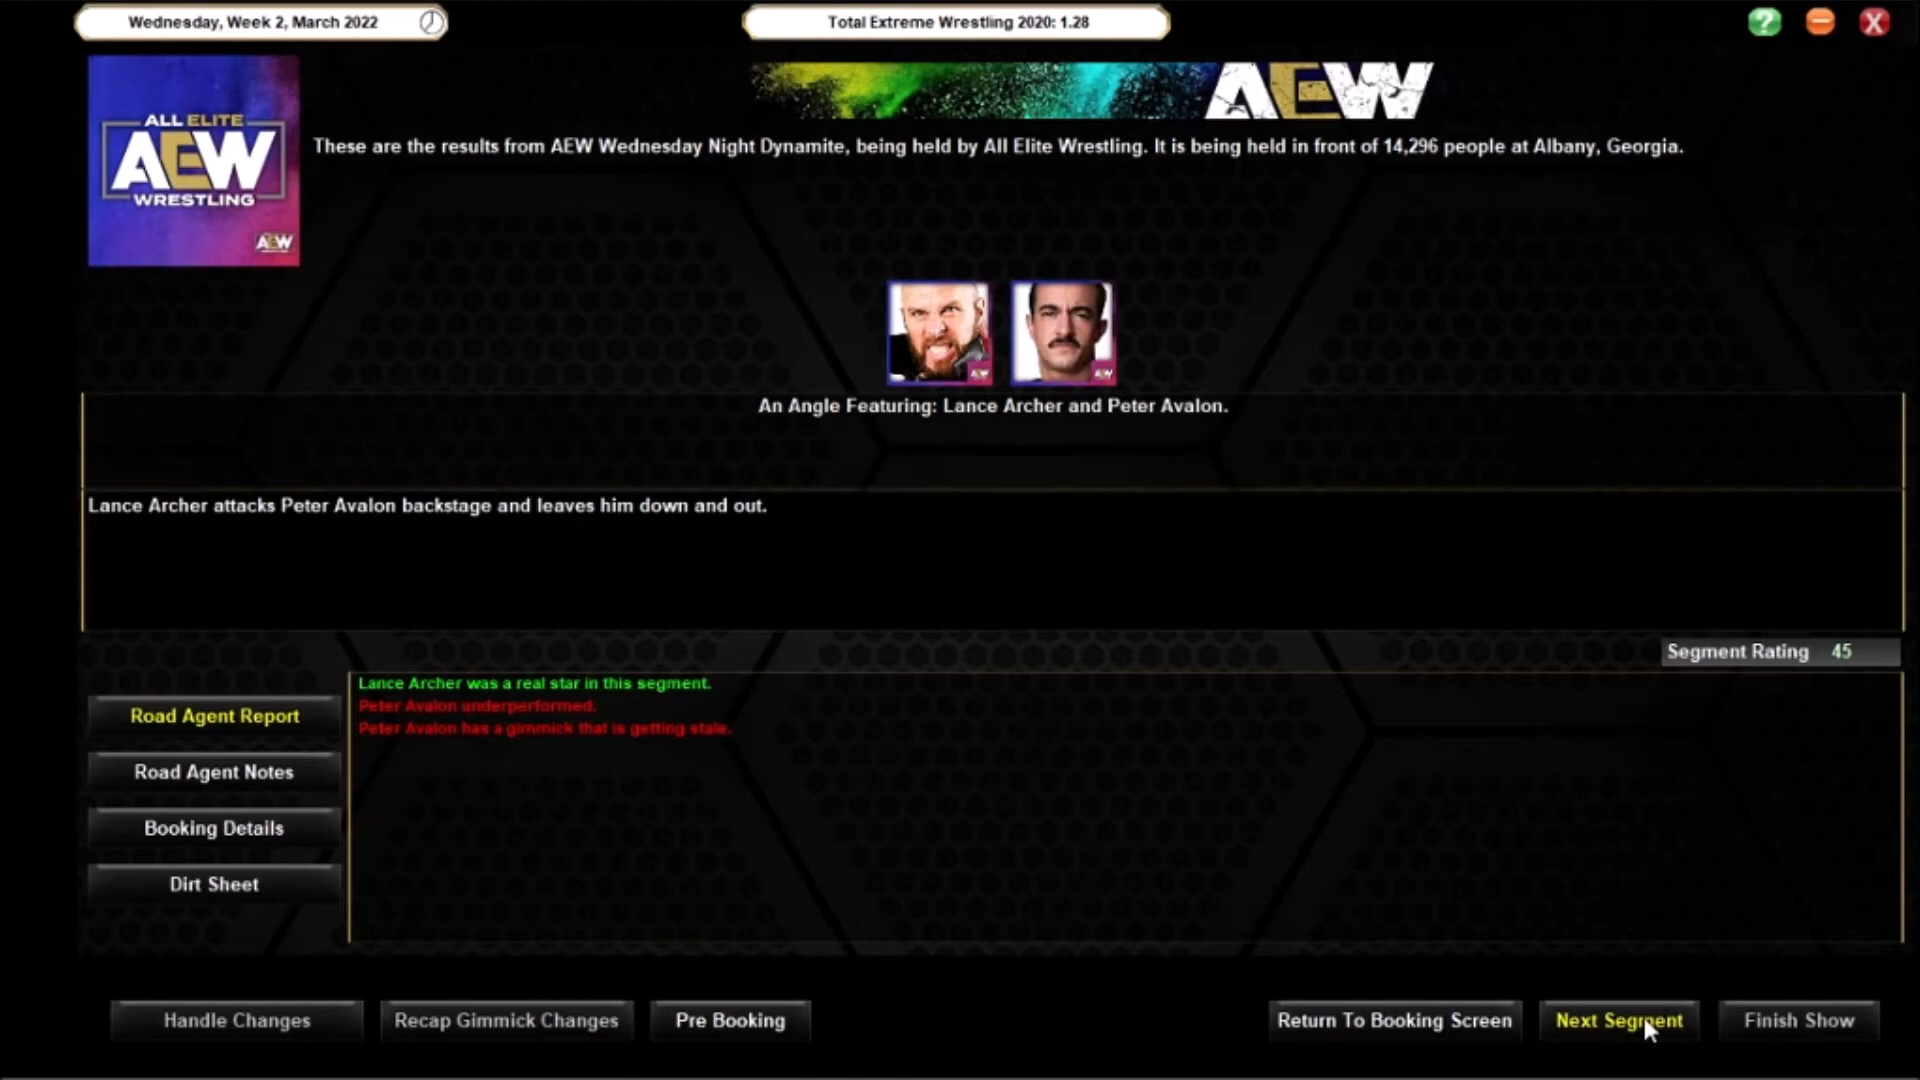 Wednesday, Week 2, March 2022
Total Extreme Wrestling 2020: 1.28
?
X
AEW
ALL ELITE
AEW
WRESTLING
AEW
These are the results from AEW Wednesday Night Dynamite, being held by All Elite Wrestling. It is being held in front of 14,296 people at Albany, Georgia.
AEW
AEW
An Angle Featuring: Lance Archer and Peter Avalon.
Lance Archer attacks Peter Avalon backstage and leaves him down and out.
Segment Rating 45
Road Agent Report
Road Agent Notes
Booking Details
Dirt Sheet
Lance Archer was a real star in this segment.
Peter Avalon underperformed.
Peter Avalon has a gimmick that is getting stale.
Handle Changes
Recap Gimmick Changes
Pre Booking
Return To Booking Screen
Next Segment
Finish Show